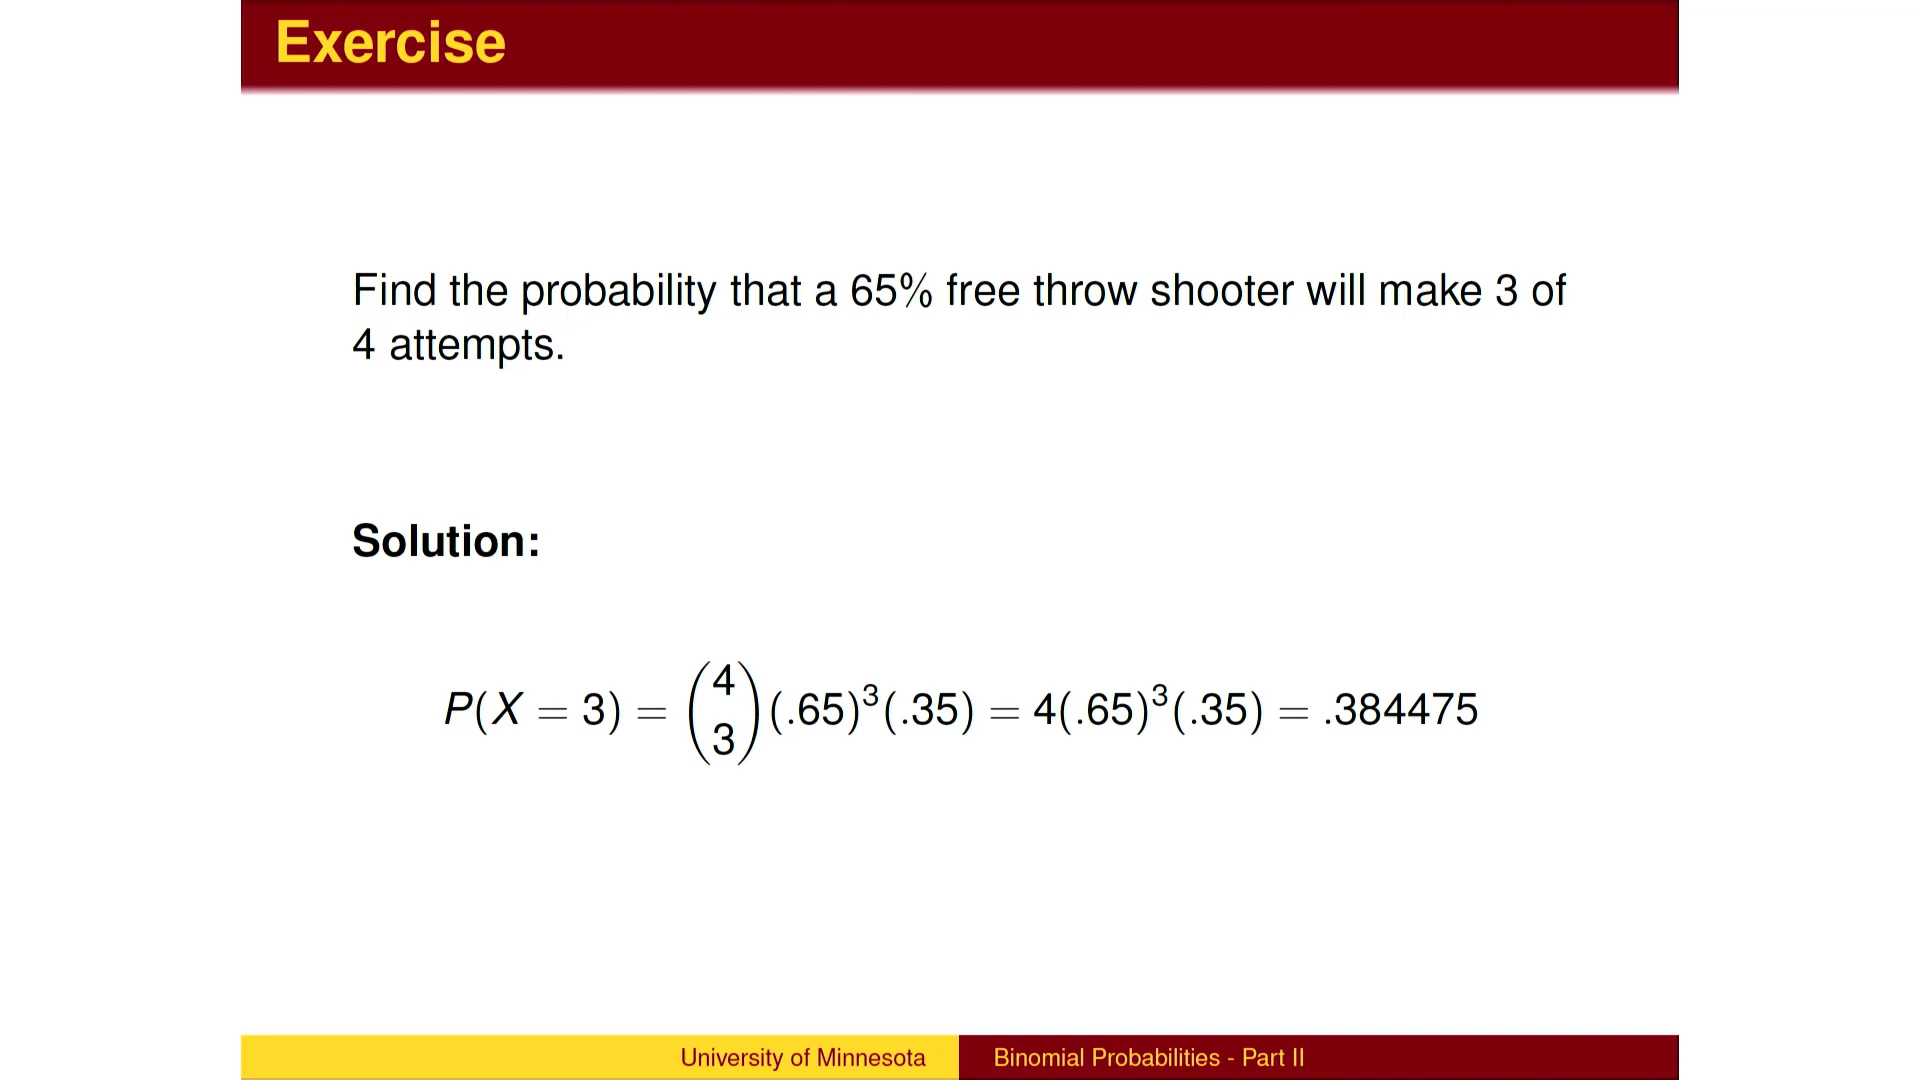 Exercise
Find the probability that a 65% free throw shooter will make 3 of
4 attempts.
Solution:
P(X = 3) = \binom{4}{3}(.65)^3(.35) = 4(.65)^3(.35) = .384475
University of Minnesota
Binomial Probabilities - Part II